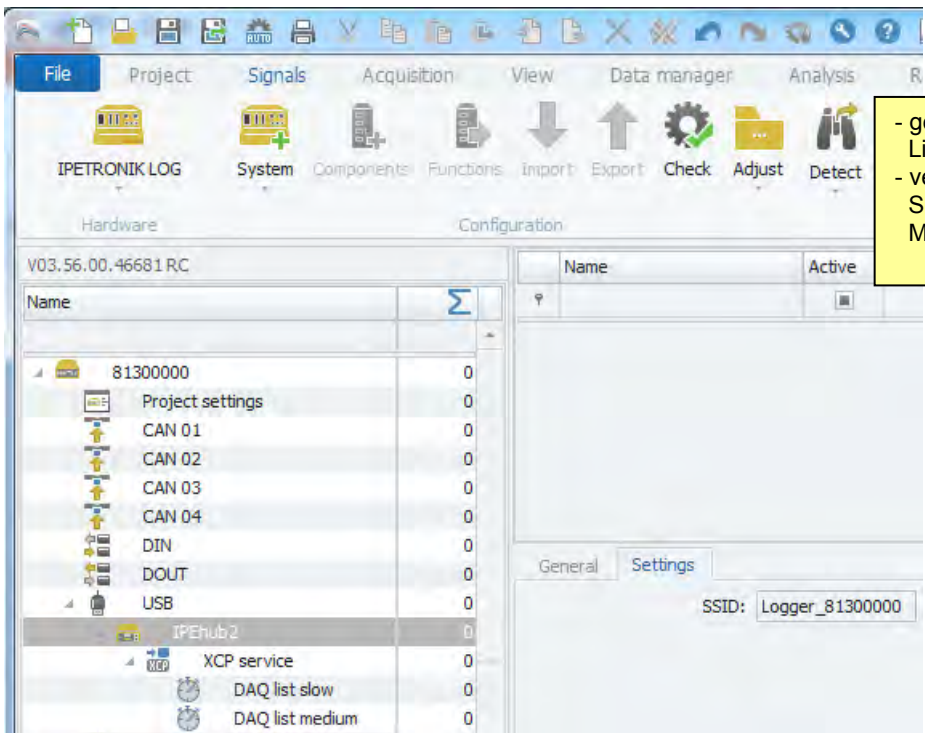 AUTO
File Project Signals Acquisition View Data manager Analysis R
IPETRONIK LOG System Components Functions Import Export Check Adjust Detect
Hardware Configuration
- g
Li
- ve
S
M
V03.56.00.46681 RC
Name
Name Active
81300000 0
Project settings 0
CAN 01 0
CAN 02 0
CAN 03 0
CAN 04 0
DIN 0
DOUT 0
USB 0
IPEhub2 0
XCP service 0
DAQ list slow 0
DAQ list medium 0
General Settings
SSID: Logger_81300000